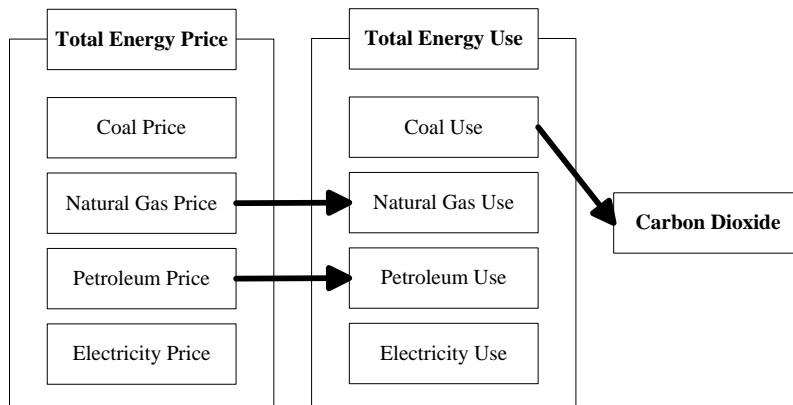 Total Energy Price
Total Energy Use
Coal Price
Coal Use
Natural Gas Price
Natural Gas Use
Carbon Dioxide
Petroleum Price
Petroleum Use
Electricity Price
Electricity Use